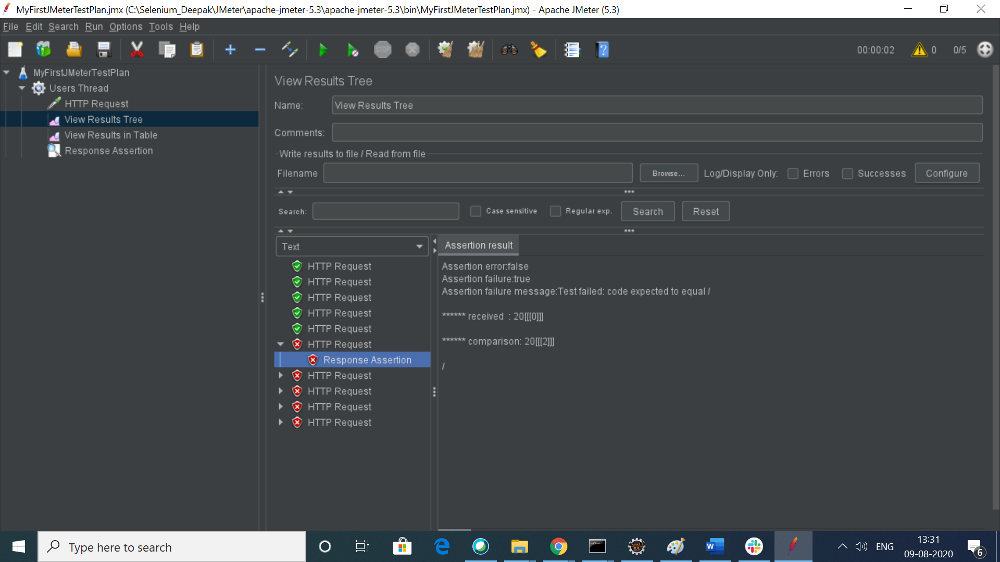 MyFirstJMeterTestPlan.jmx (C:\Selenium_Deepak\JMeter\apache-jmeter-5.3\apache-jmeter-5.3\bin\MyFirstJMeterTestPlan.jmx) - Apache JMeter (5.3)
File Edit Search Run Options Tools Help
STOP
00:00:02 0 0/5
MyFirstJMeterTestPlan
Users Thread
HTTP Request
View Results Tree
View Results in Table
Response Assertion
View Results Tree
Name: View Results Tree
Comments:
Write results to file / Read from file
Filename Browse... Log/Display Only: Errors Successes Configure
Search: Case sensitive Regular exp. Search Reset
Text
HTTP Request
HTTP Request
HTTP Request
HTTP Request
HTTP Request
HTTP Request
Response Assertion
HTTP Request
HTTP Request
HTTP Request
HTTP Request
Assertion result
Assertion error:false
Assertion failure:true
Assertion failure message:Test failed: code expected to equal /
****** received  : 20[[[0]]]
****** comparison: 20[[[2]]]
/
Type here to search
Java EE
IDE
ENG
13:31
09-08-2020
6